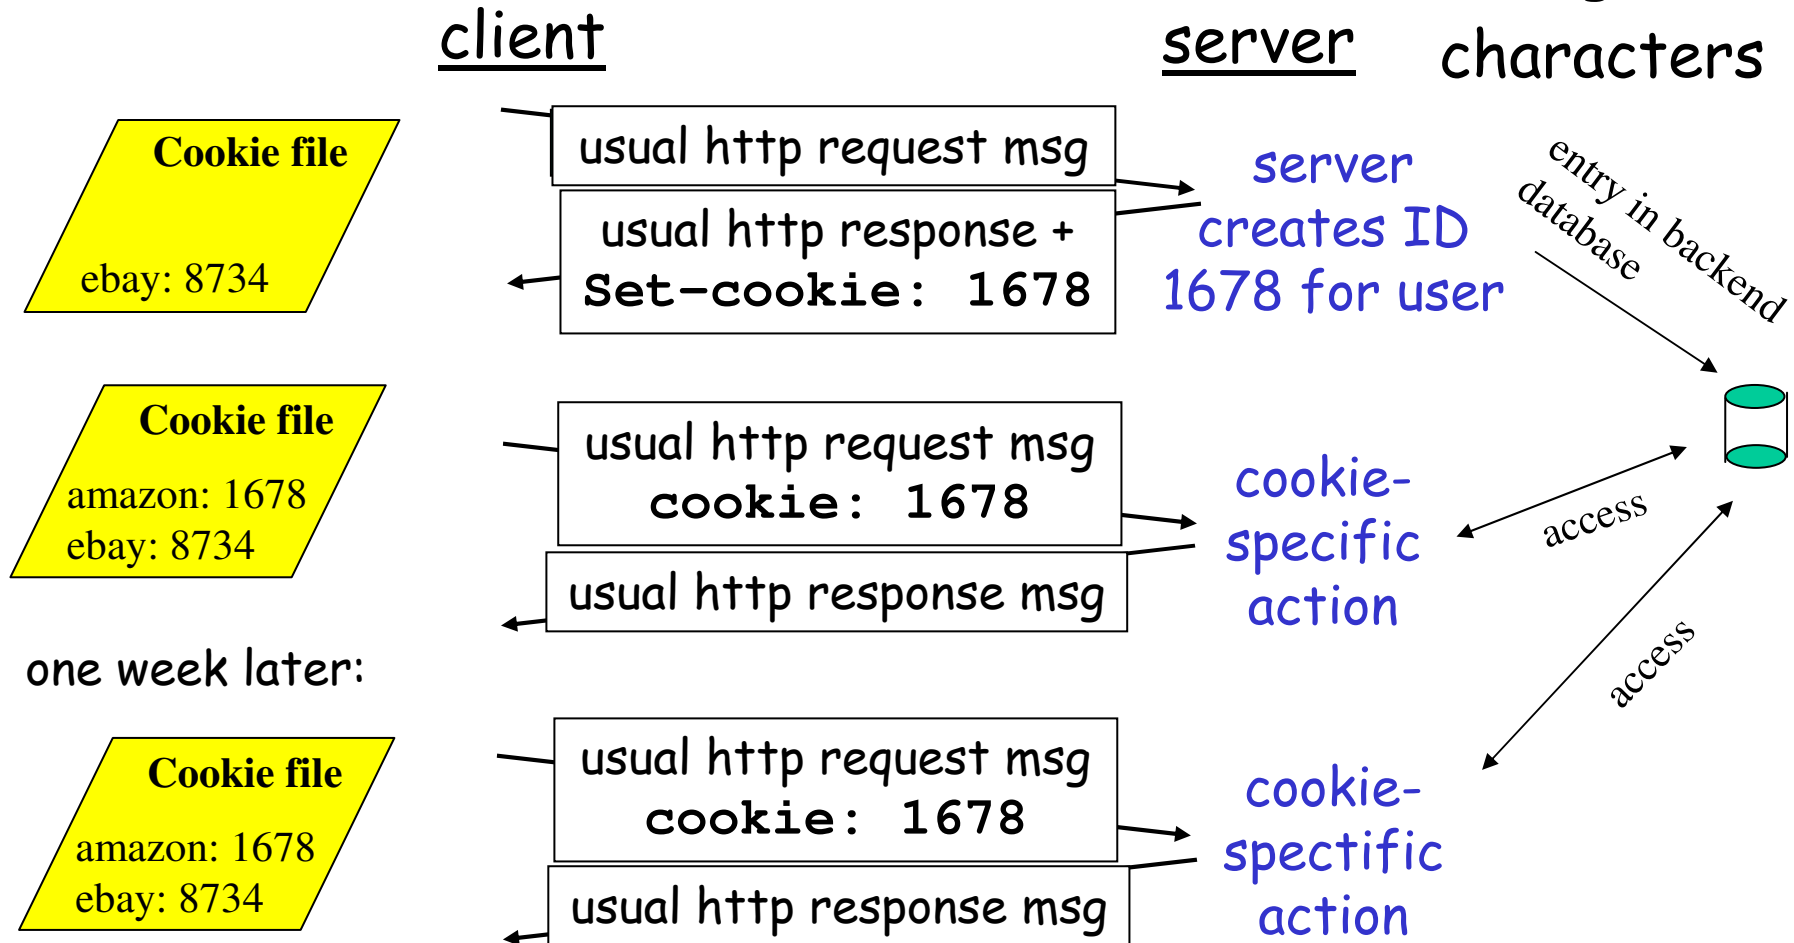 client
server
characters
Cookie file
ebay: 8734
usual http request msg
usual http response +
Set-cookie: 1678
server
creates ID
1678 for user
entry in backend
database
Cookie file
amazon: 1678
ebay: 8734
usual http request msg
cookie: 1678
usual http response msg
cookie-
specific
action
access
access
one week later:
Cookie file
amazon: 1678
ebay: 8734
usual http request msg
cookie: 1678
usual http response msg
cookie-
spectific
action